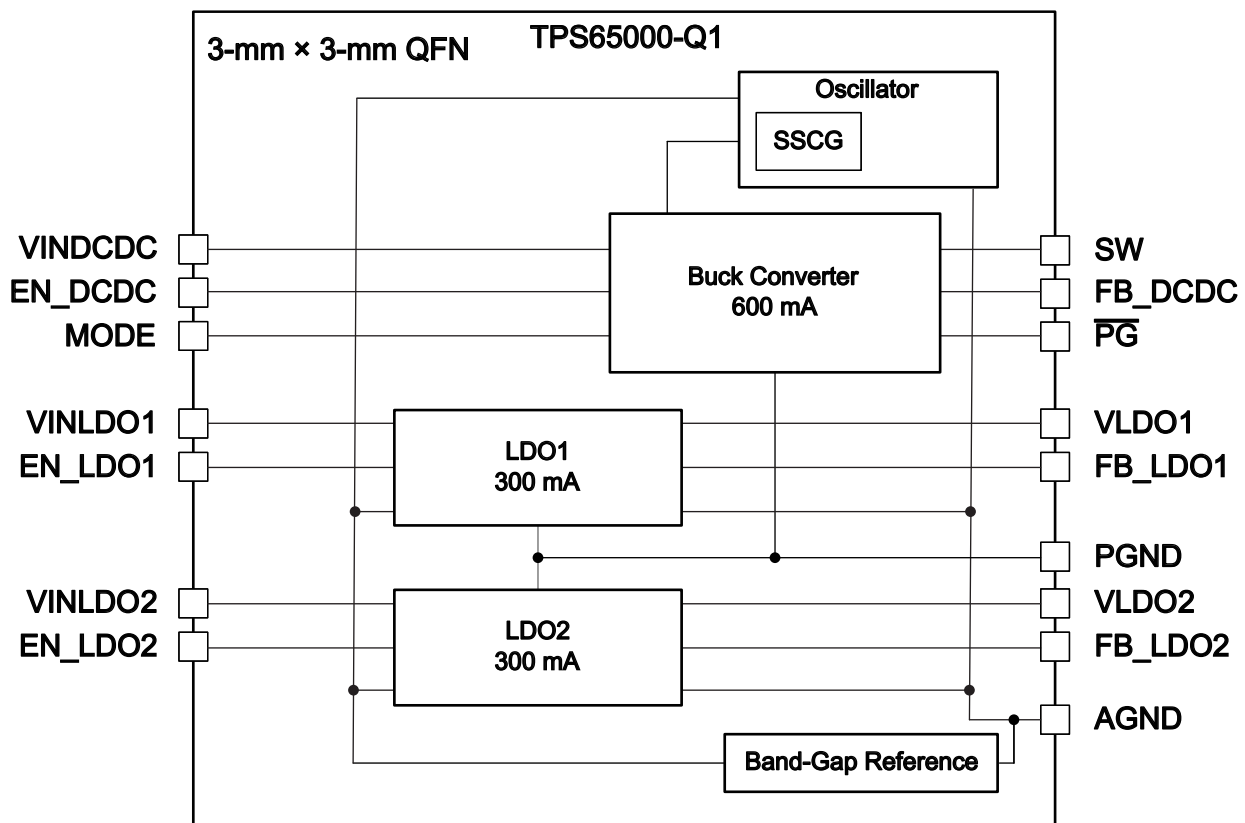 TPS65000-Q1
3-mm × 3-mm QFN
Oscillator
SSCG
VINDCDC
EN_DCDC
MODE
Buck Converter
600 mA
SW
FB_DCDC
PG
VINLDO1
EN_LDO1
LDO1
300 mA
VLDO1
FB_LDO1
PGND
VINLDO2
EN_LDO2
LDO2
300 mA
VLDO2
FB_LDO2
AGND
Band-Gap Reference